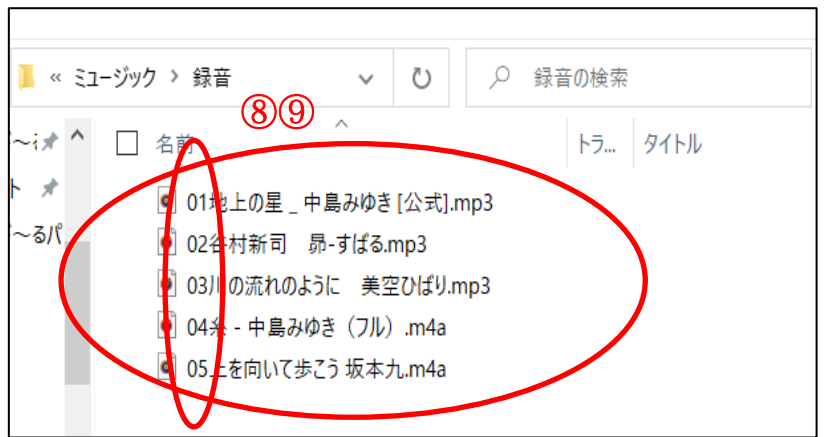 « ミュージック › 録音
録音の検索
⑧⑨
名前
トラ...
タイトル
01地上の星 _ 中島みゆき [公式].mp3
02谷村新司　昴-すばる.mp3
03川の流れのように　美空ひばり.mp3
04糸 - 中島みゆき（フル）.m4a
05上を向いて歩こう 坂本九.m4a